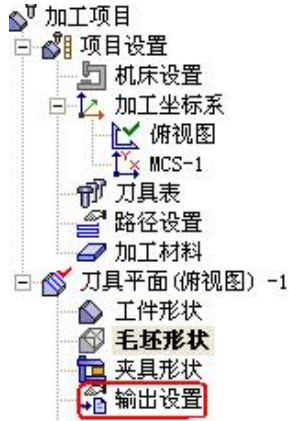 加工项目
项目设置
机床设置
加工坐标系
俯视图
MCS-1
刀具表
路径设置
加工材料
刀具平面(俯视图) -1
工件形状
毛坯形状
夹具形状
输出设置